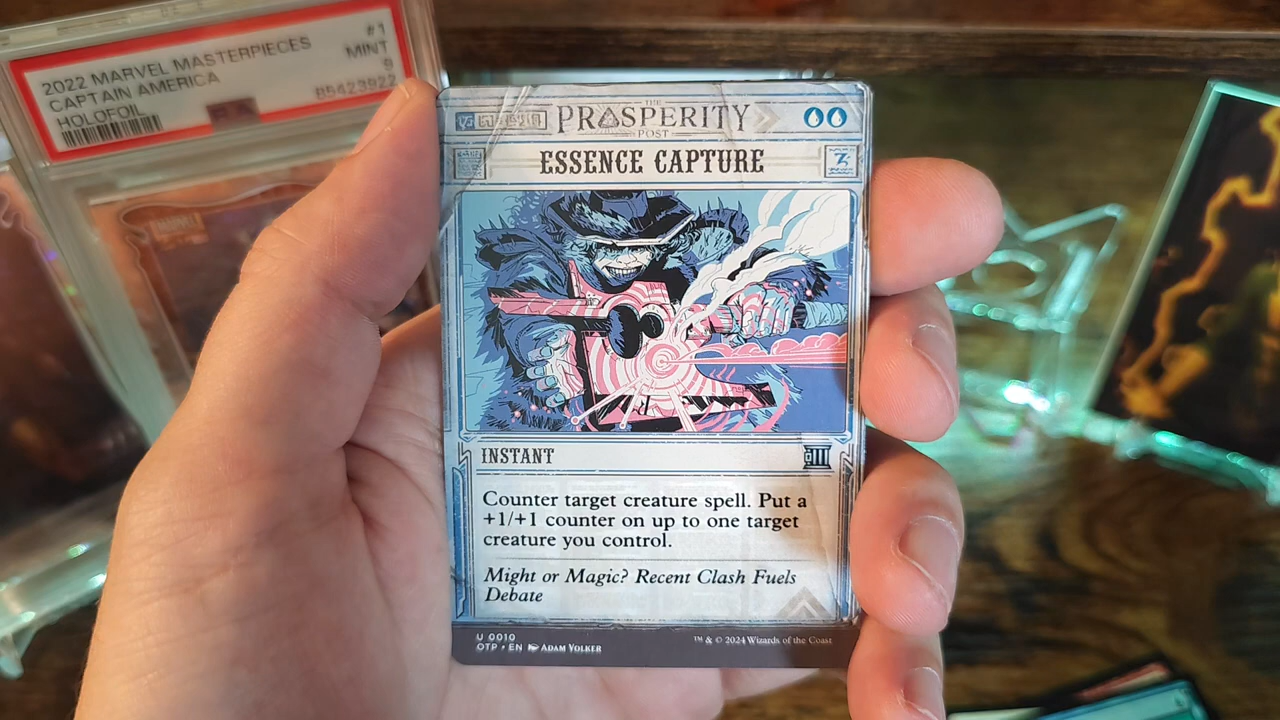 2022 MARVEL MASTERPIECES
CAPTAIN AMERICA
HOLOFOIL
#1
MINT
9
85423922
MARVEL
THE
PROSPERITY
POST
ESSENCE CAPTURE
INSTANT
Counter target creature spell. Put a
+1/+1 counter on up to one target
creature you control.
Might or Magic? Recent Clash Fuels
Debate
U 0010
OTP • EN ADAM VOLKER
™ & © 2024 Wizards of the Coast